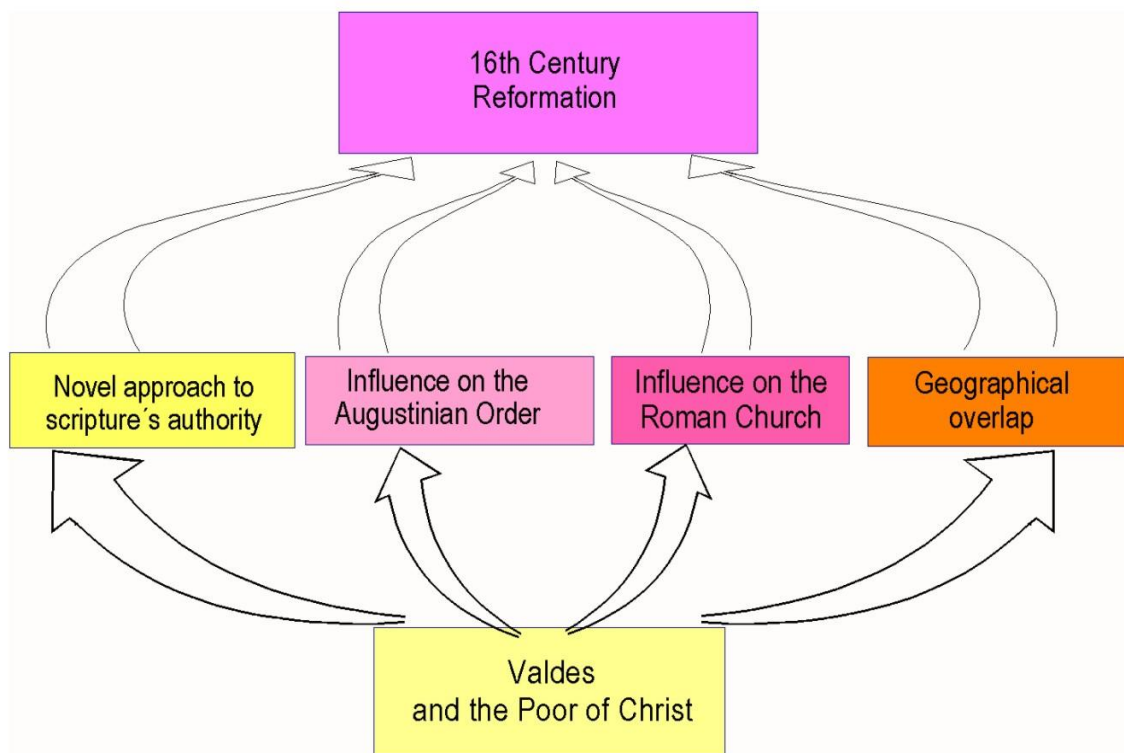 16th Century
Reformation
Novel approach to
scripture´s authority
Influence on the
Augustinian Order
Influence on the
Roman Church
Geographical
overlap
Valdes
and the Poor of Christ